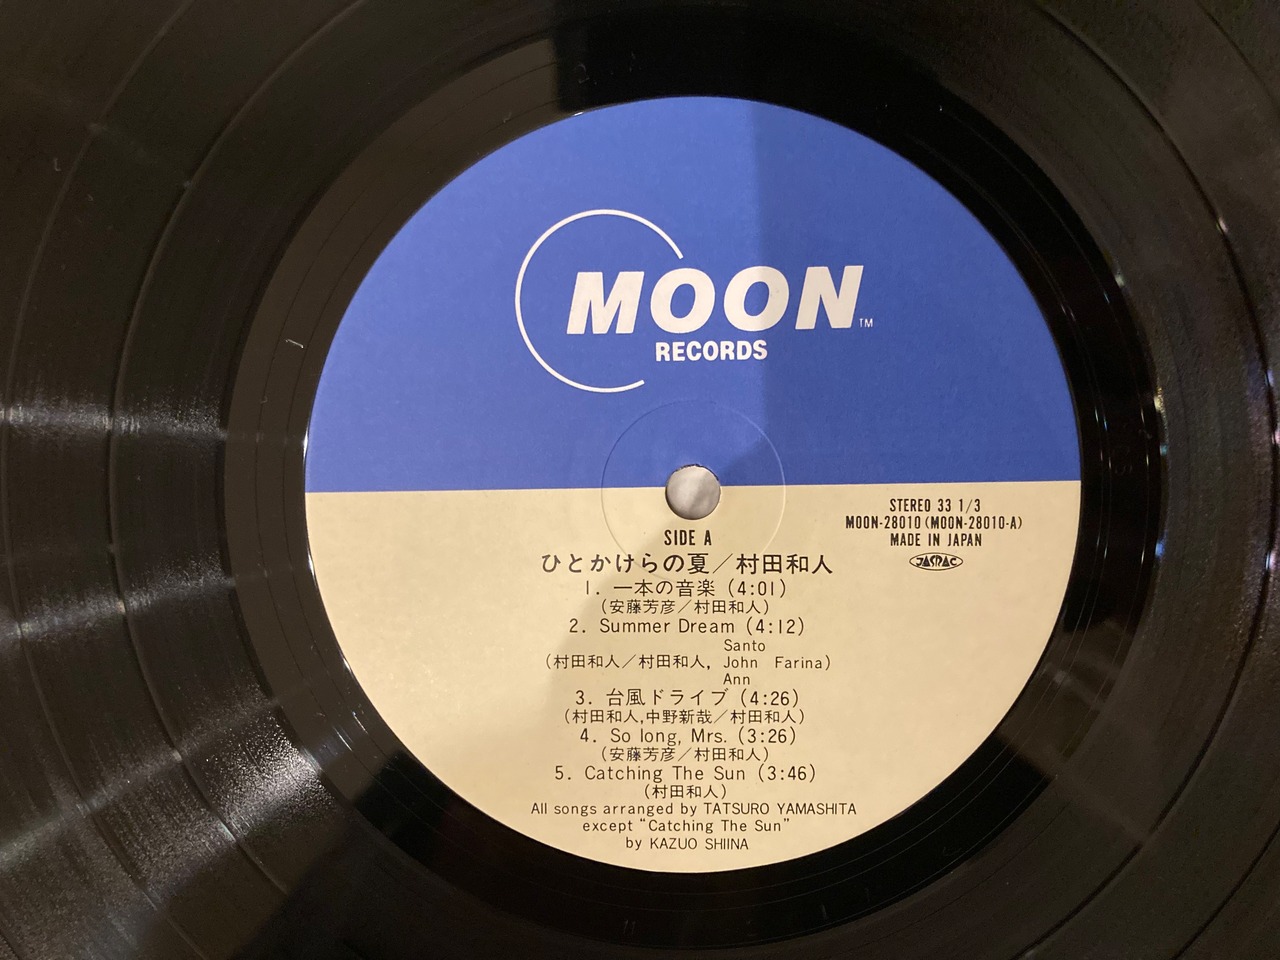 MOON TM
RECORDS
STEREO 33 1/3
MOON-28010 (MOON-28010-A)
MADE IN JAPAN
JASRAC
SIDE A
ひとかけらの夏／村田和人
1. 一本の音楽 (4:01)
(安藤芳彦／村田和人)
2. Summer Dream (4:12)
Santo
(村田和人／村田和人, John Farina)
Ann
3. 台風ドライブ (4:26)
(村田和人,中野新哉／村田和人)
4. So long, Mrs. (3:26)
(安藤芳彦／村田和人)
5. Catching The Sun (3:46)
(村田和人)
All songs arranged by TATSURO YAMASHITA
except "Catching The Sun"
by KAZUO SHIINA